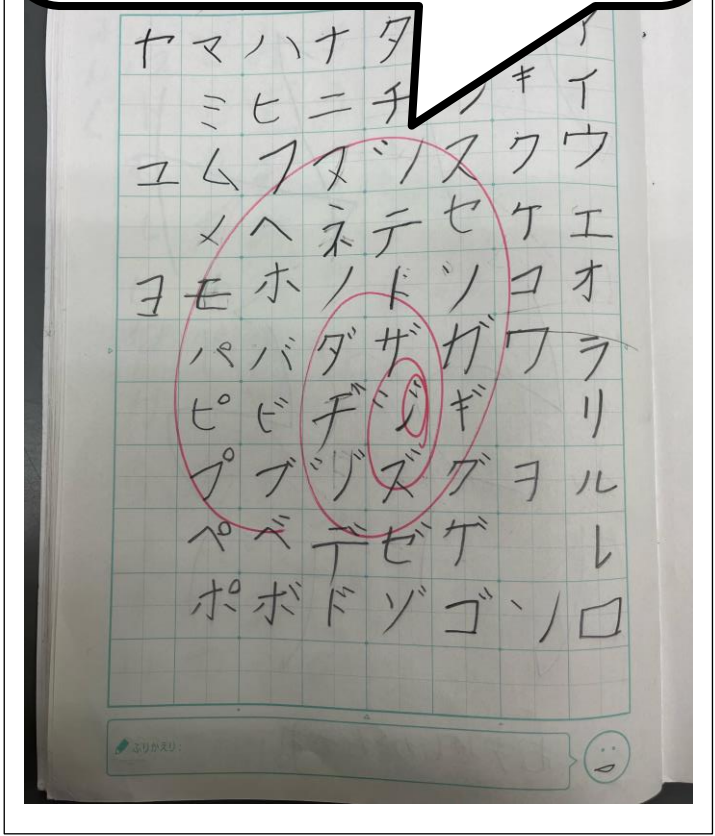 イウエオラリルレロ
キクケコワヲン
スセソガギグゲゴ
タチツテトザジズゼゾ
ナニヌネノダヂヅデド
ハヒフヘホバビブベボ
マミムメモパピプペポ
ヤユヨ
ふりかえり: